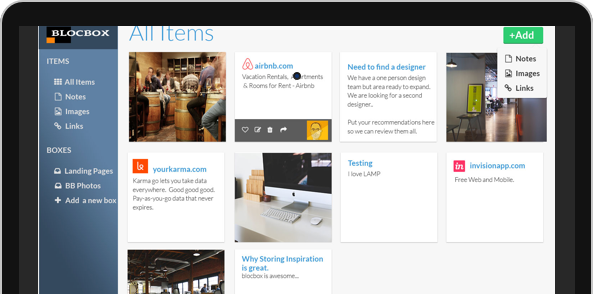 BLOCBOX
All Items
+Add
ITEMS
All Items
Notes
Images
Links
BOXES
Landing Pages
BB Photos
Add a new box
airbnb.com
Vacation Rentals,
& Rooms for Rent - Airbnb
Need to find a designer
We have a one person design
team but area ready to expand.
We are looking for a second
designer..
Put your recommendations here
so we can review them all.
Notes
Images
Links
yourkarma.com
Karma go lets you take data
everywhere. Good good good.
Pay-as-you-go data that never
expires.
Testing
I love LAMP
in
invisionapp.com
Free Web and Mobile.
Why Storing Inspiration
is great.
blocbox is awesome...